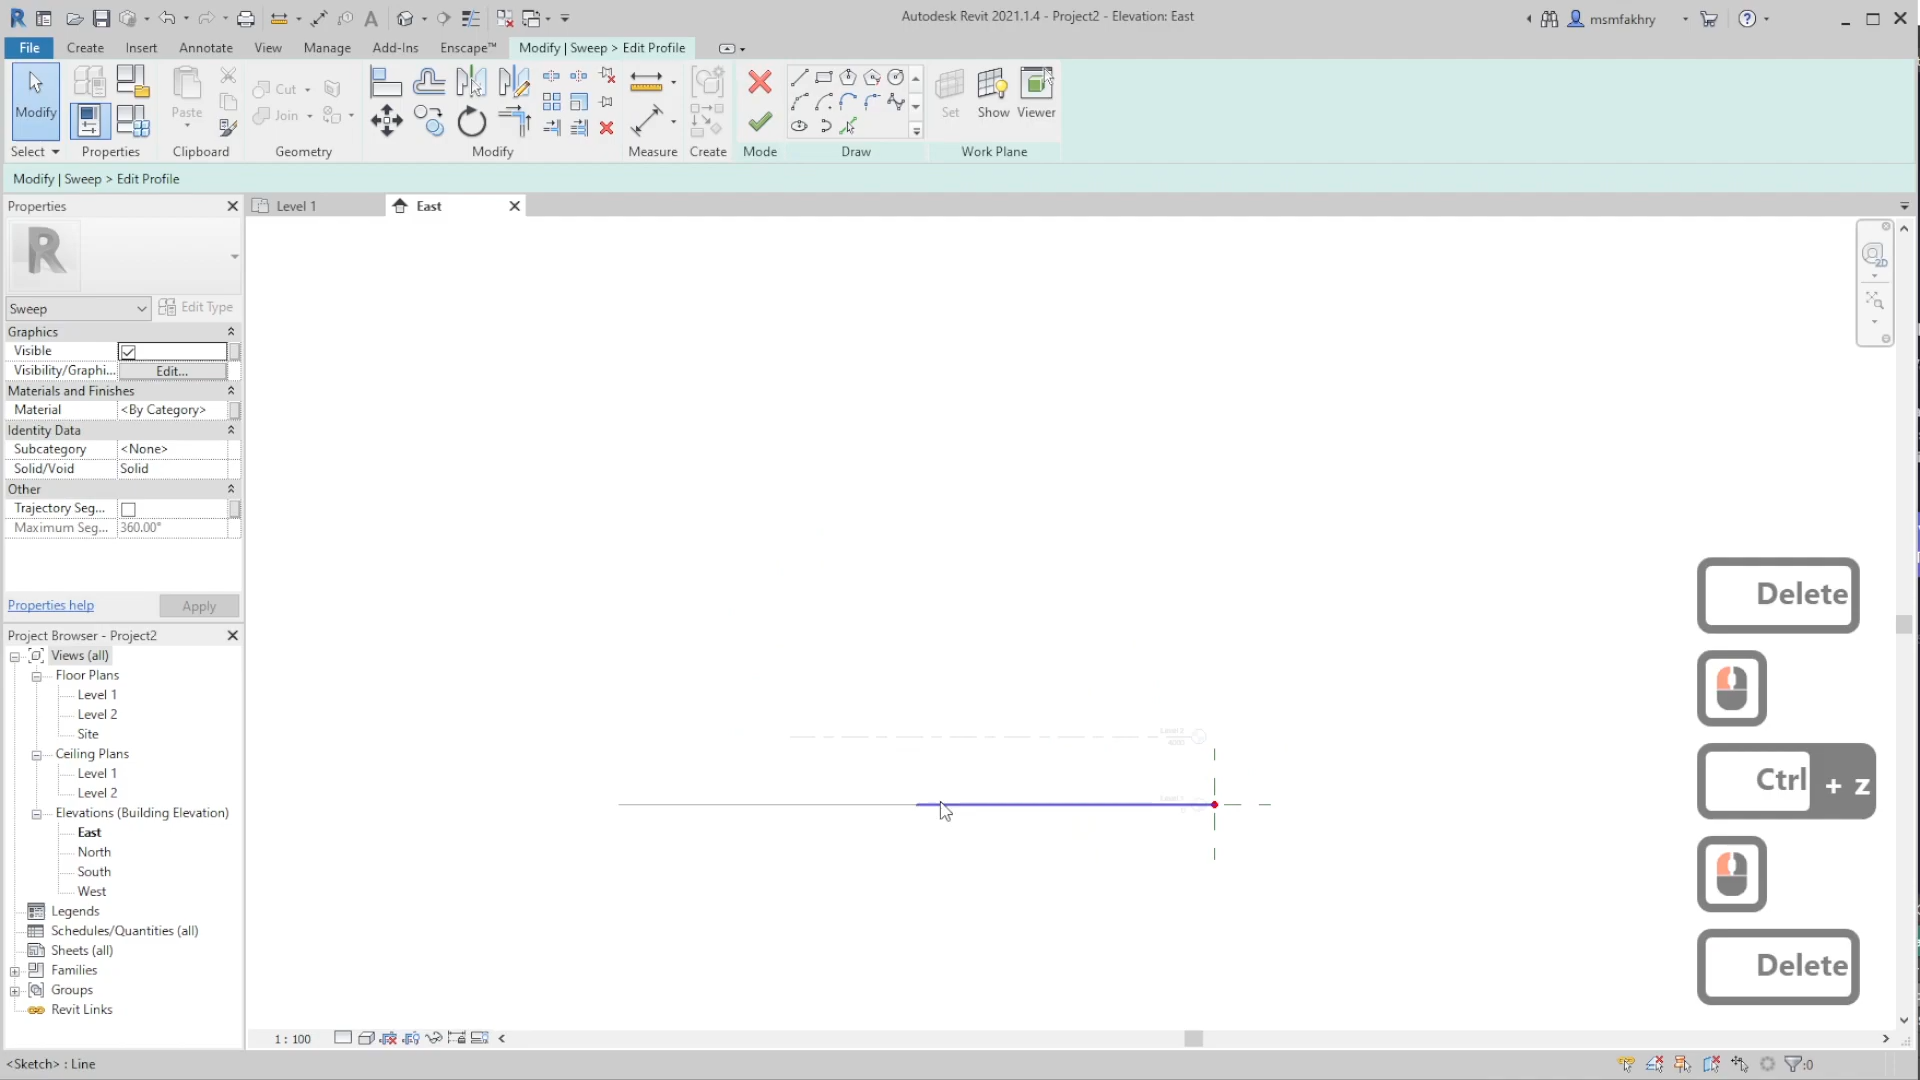 Autodesk Revit 2021.1.4 - Project2 - Elevation: East
msmfakhry
File Create Insert Annotate View Manage Add-Ins Enscape™ Modify | Sweep > Edit Profile
Modify Paste Cut Join Set Show Viewer
Select Properties Clipboard Geometry Modify Measure Create Mode Draw Work Plane
Modify | Sweep > Edit Profile
Properties
Level 1 East
Sweep Edit Type
Graphics
Visible
Visibility/Graphi... Edit...
Materials and Finishes
Material <By Category>
Identity Data
Subcategory <None>
Solid/Void Solid
Other
Trajectory Seg...
Maximum Seg... 360.00°
Properties help Apply
Project Browser - Project2
Views (all)
Floor Plans
Level 1
Level 2
Site
Ceiling Plans
Level 1
Level 2
Elevations (Building Elevation)
East
North
South
West
Legends
Schedules/Quantities (all)
Sheets (all)
Families
Groups
Revit Links
Level 2
4000
Level 1
Delete
Ctrl + z
Delete
1 : 100
<Sketch> : Line
:0